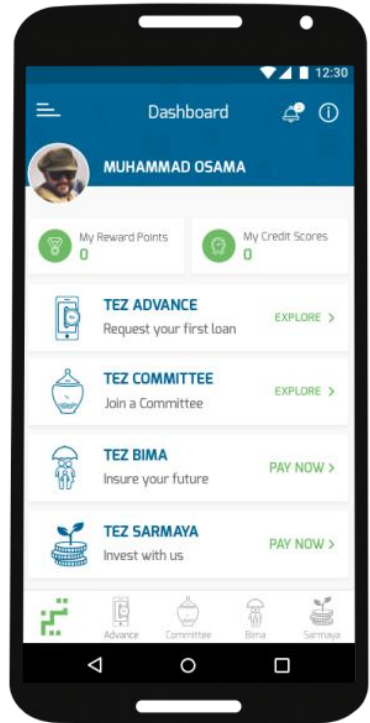 12:30
Dashboard
MUHAMMAD OSAMA
My Reward Points
0
My Credit Scores
0
TEZ ADVANCE
Request your first loan
EXPLORE >
TEZ COMMITTEE
Join a Committee
EXPLORE >
TEZ BIMA
Insure your future
PAY NOW >
TEZ SARMAYA
Invest with us
PAY NOW >
Advance
Committee
Bima
Sarmaya